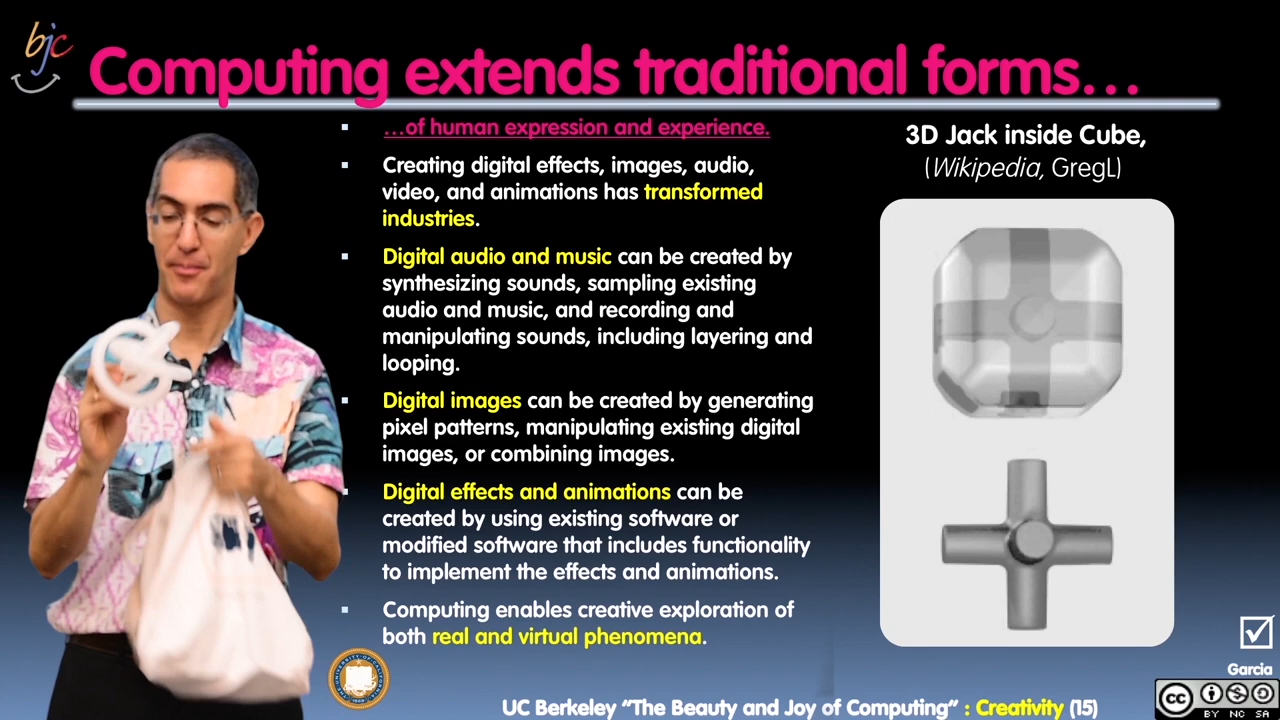 bjc
Computing extends traditional forms…
…of human expression and experience.
Creating digital effects, images, audio,
video, and animations has transformed
industries.
Digital audio and music can be created by
synthesizing sounds, sampling existing
audio and music, and recording and
manipulating sounds, including layering and
looping.
Digital images can be created by generating
pixel patterns, manipulating existing digital
images, or combining images.
Digital effects and animations can be
created by using existing software or
modified software that includes functionality
to implement the effects and animations.
Computing enables creative exploration of
both real and virtual phenomena.
3D Jack inside Cube,
(Wikipedia, GregL)
Garcia
cc
BY NC SA
UC Berkeley “The Beauty and Joy of Computing” : Creativity (15)